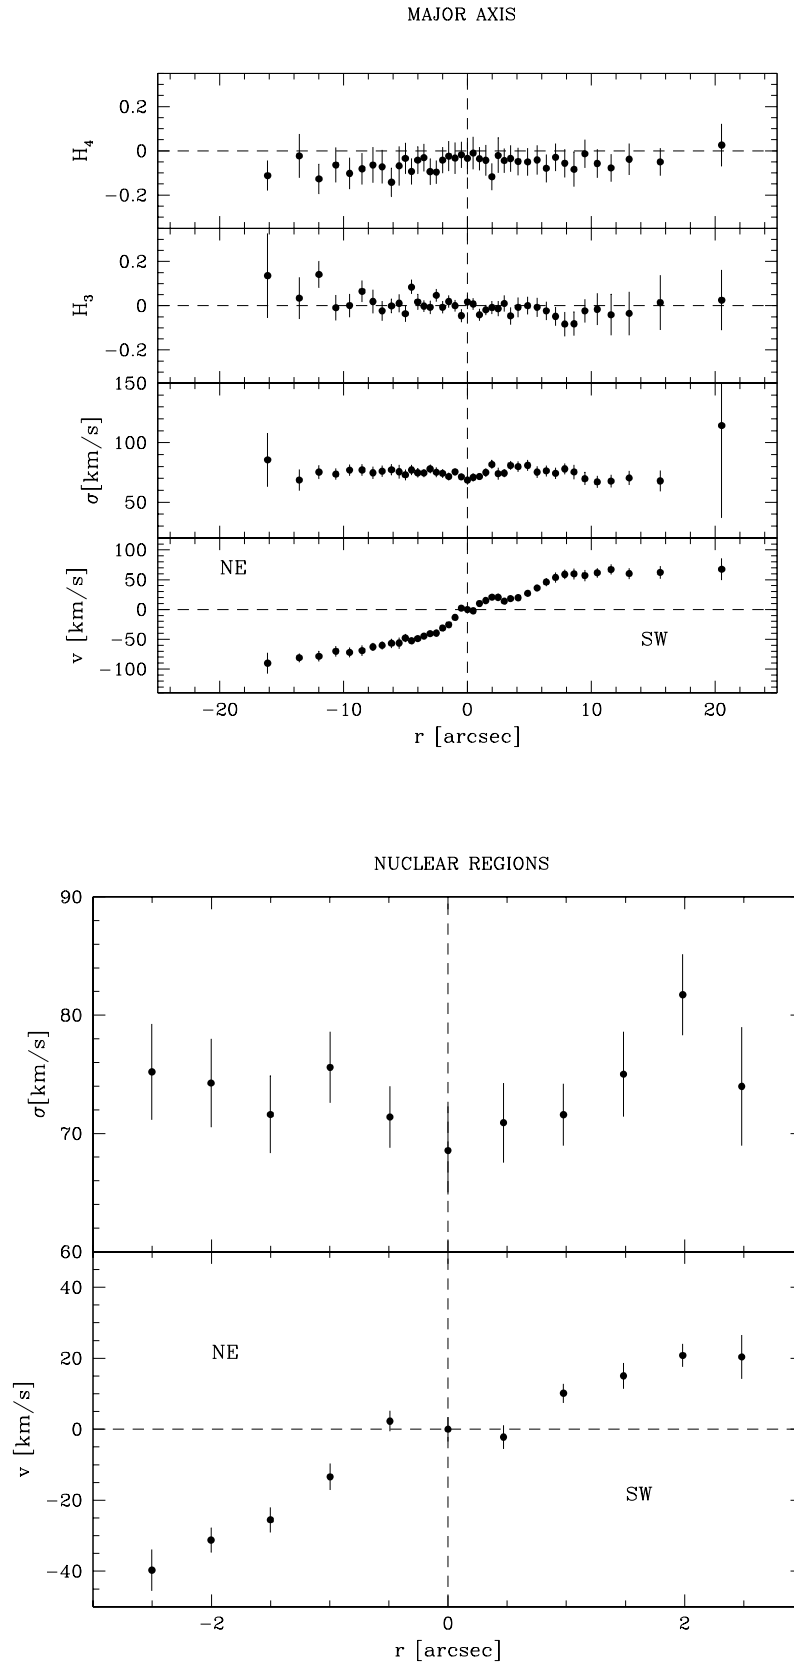 MAJOR AXIS
0.2
0
−0.2
H4
0.2
0
−0.2
H3
150
100
50
σ[km/s]
100
50
0
−50
−100
v [km/s]
NE
SW
−20 −10 0 10 20
r [arcsec]
NUCLEAR REGIONS
90
80
70
60
σ[km/s]
40
20
0
−20
−40
v [km/s]
NE
SW
−2 0 2
r [arcsec]